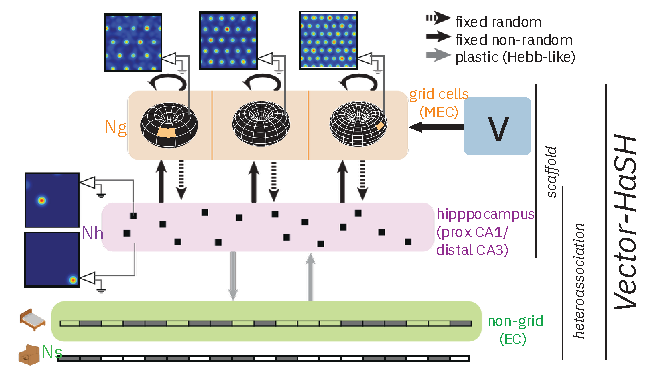 fixed random
fixed non-random
plastic (Hebb-like)
grid cells
(MEC)
Ng
V
scaffold
Vector-HaSH
hipppocampus
(prox CA1/
distal CA3)
Nh
heteroassociation
non-grid
(EC)
Ns